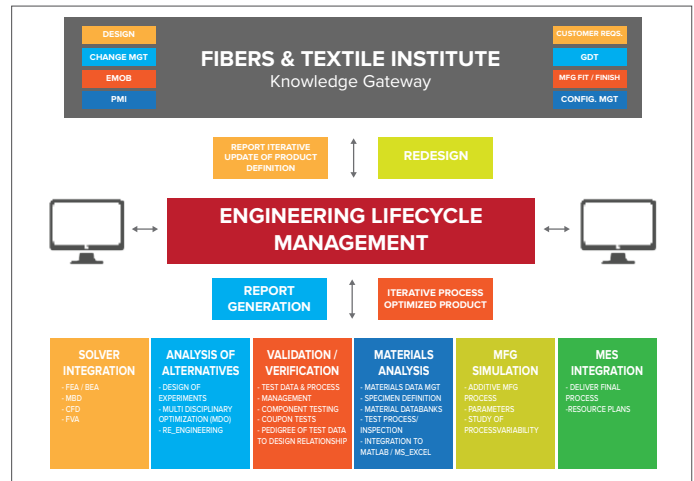 DESIGN
CHANGE MGT
EMOB
PMI
FIBERS & TEXTILE INSTITUTE
Knowledge Gateway
CUSTOMER REQS.
GDT
MFG FIT / FINISH
CONFIG. MGT
REPORT ITERATIVE
UPDATE OF PRODUCT
DEFINITION
REDESIGN
ENGINEERING LIFECYCLE
MANAGEMENT
REPORT
GENERATION
ITERATIVE PROCESS
OPTIMIZED PRODUCT
SOLVER
INTEGRATION
- FEA / BEA
- MBD
- CFD
- FVA
ANALYSIS OF
ALTERNATIVES
- DESIGN OF
EXPERIMENTS
- MULTI DISCIPLINARY
OPTIMIZATION (MDO)
- RE_ENGINEERING
VALIDATION /
VERIFICATION
- TEST DATA & PROCESS
- MANAGEMENT
- COMPONENT TESTING
- COUPON TESTS
- PEDIGREE OF TEST DATA
TO DESIGN RELATIONSHIP
MATERIALS
ANALYSIS
- MATERIALS DATA MGT
- SPECIMEN DEFINITION
- MATERIAL DATABANKS
- TEST PROCESS/
INSPECTION
- INTEGRATION TO
MATLAB / MS_EXCEL
MFG
SIMULATION
- ADDITIVE MFG
PROCESS
- PARAMETERS
- STUDY OF
PROCESSVARIABILITY
MES
INTEGRATION
- DELIVER FINAL
PROCESS
-RESOURCE PLANS